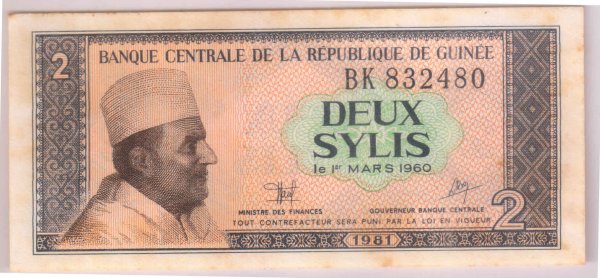 BANQUE CENTRALE DE LA RÉPUBLIQUE DE GUINÉE
2
BK 832480
DEUX
SYLIS
le 1er MARS 1960
MINISTRE DES FINANCES
GOUVERNEUR BANQUE CENTRALE
TOUT CONTREFACTEUR SERA PUNI PAR LA LOI EN VIGUEUR
1981
2